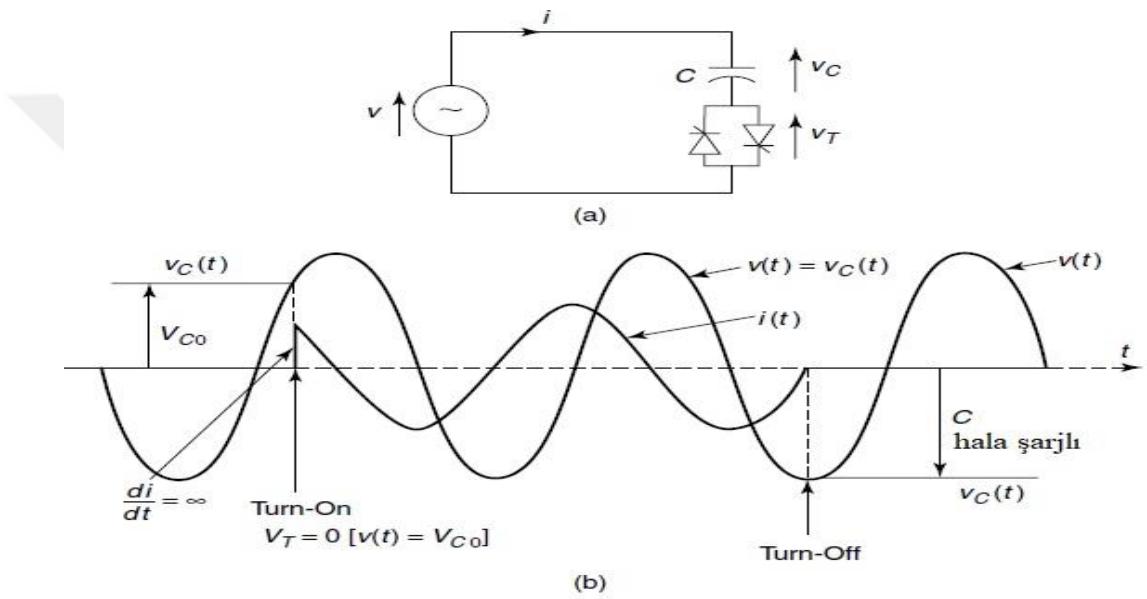 i
C
v_C
v
~
v_T
(a)
v_C(t)
v(t) = v_C(t)
v(t)
i(t)
V_C0
t
C
hala şarjlı
v_C(t)
di/dt = ∞
Turn-On
V_T = 0 [v(t) = V_C0]
Turn-Off
(b)